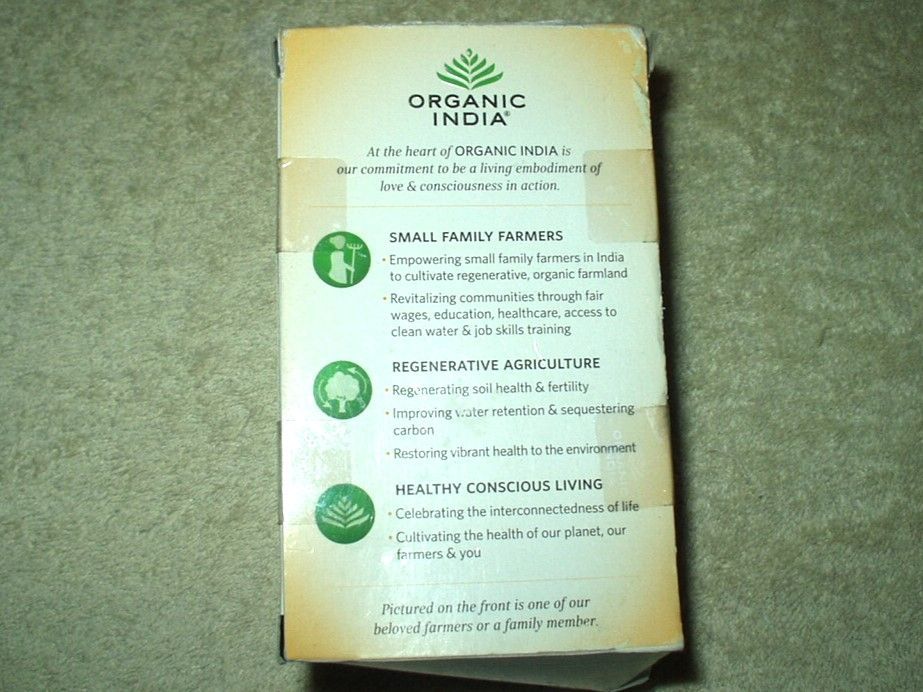 ORGANIC
INDIA®
At the heart of ORGANIC INDIA is
our commitment to be a living embodiment of
love & consciousness in action.
SMALL FAMILY FARMERS
• Empowering small family farmers in India
to cultivate regenerative, organic farmland
• Revitalizing communities through fair
wages, education, healthcare, access to
clean water & job skills training
REGENERATIVE AGRICULTURE
• Regenerating soil health & fertility
• Improving water retention & sequestering
carbon
• Restoring vibrant health to the environment
HEALTHY CONSCIOUS LIVING
• Celebrating the interconnectedness of life
• Cultivating the health of our planet, our
farmers & you
Pictured on the front is one of our
beloved farmers or a family member.